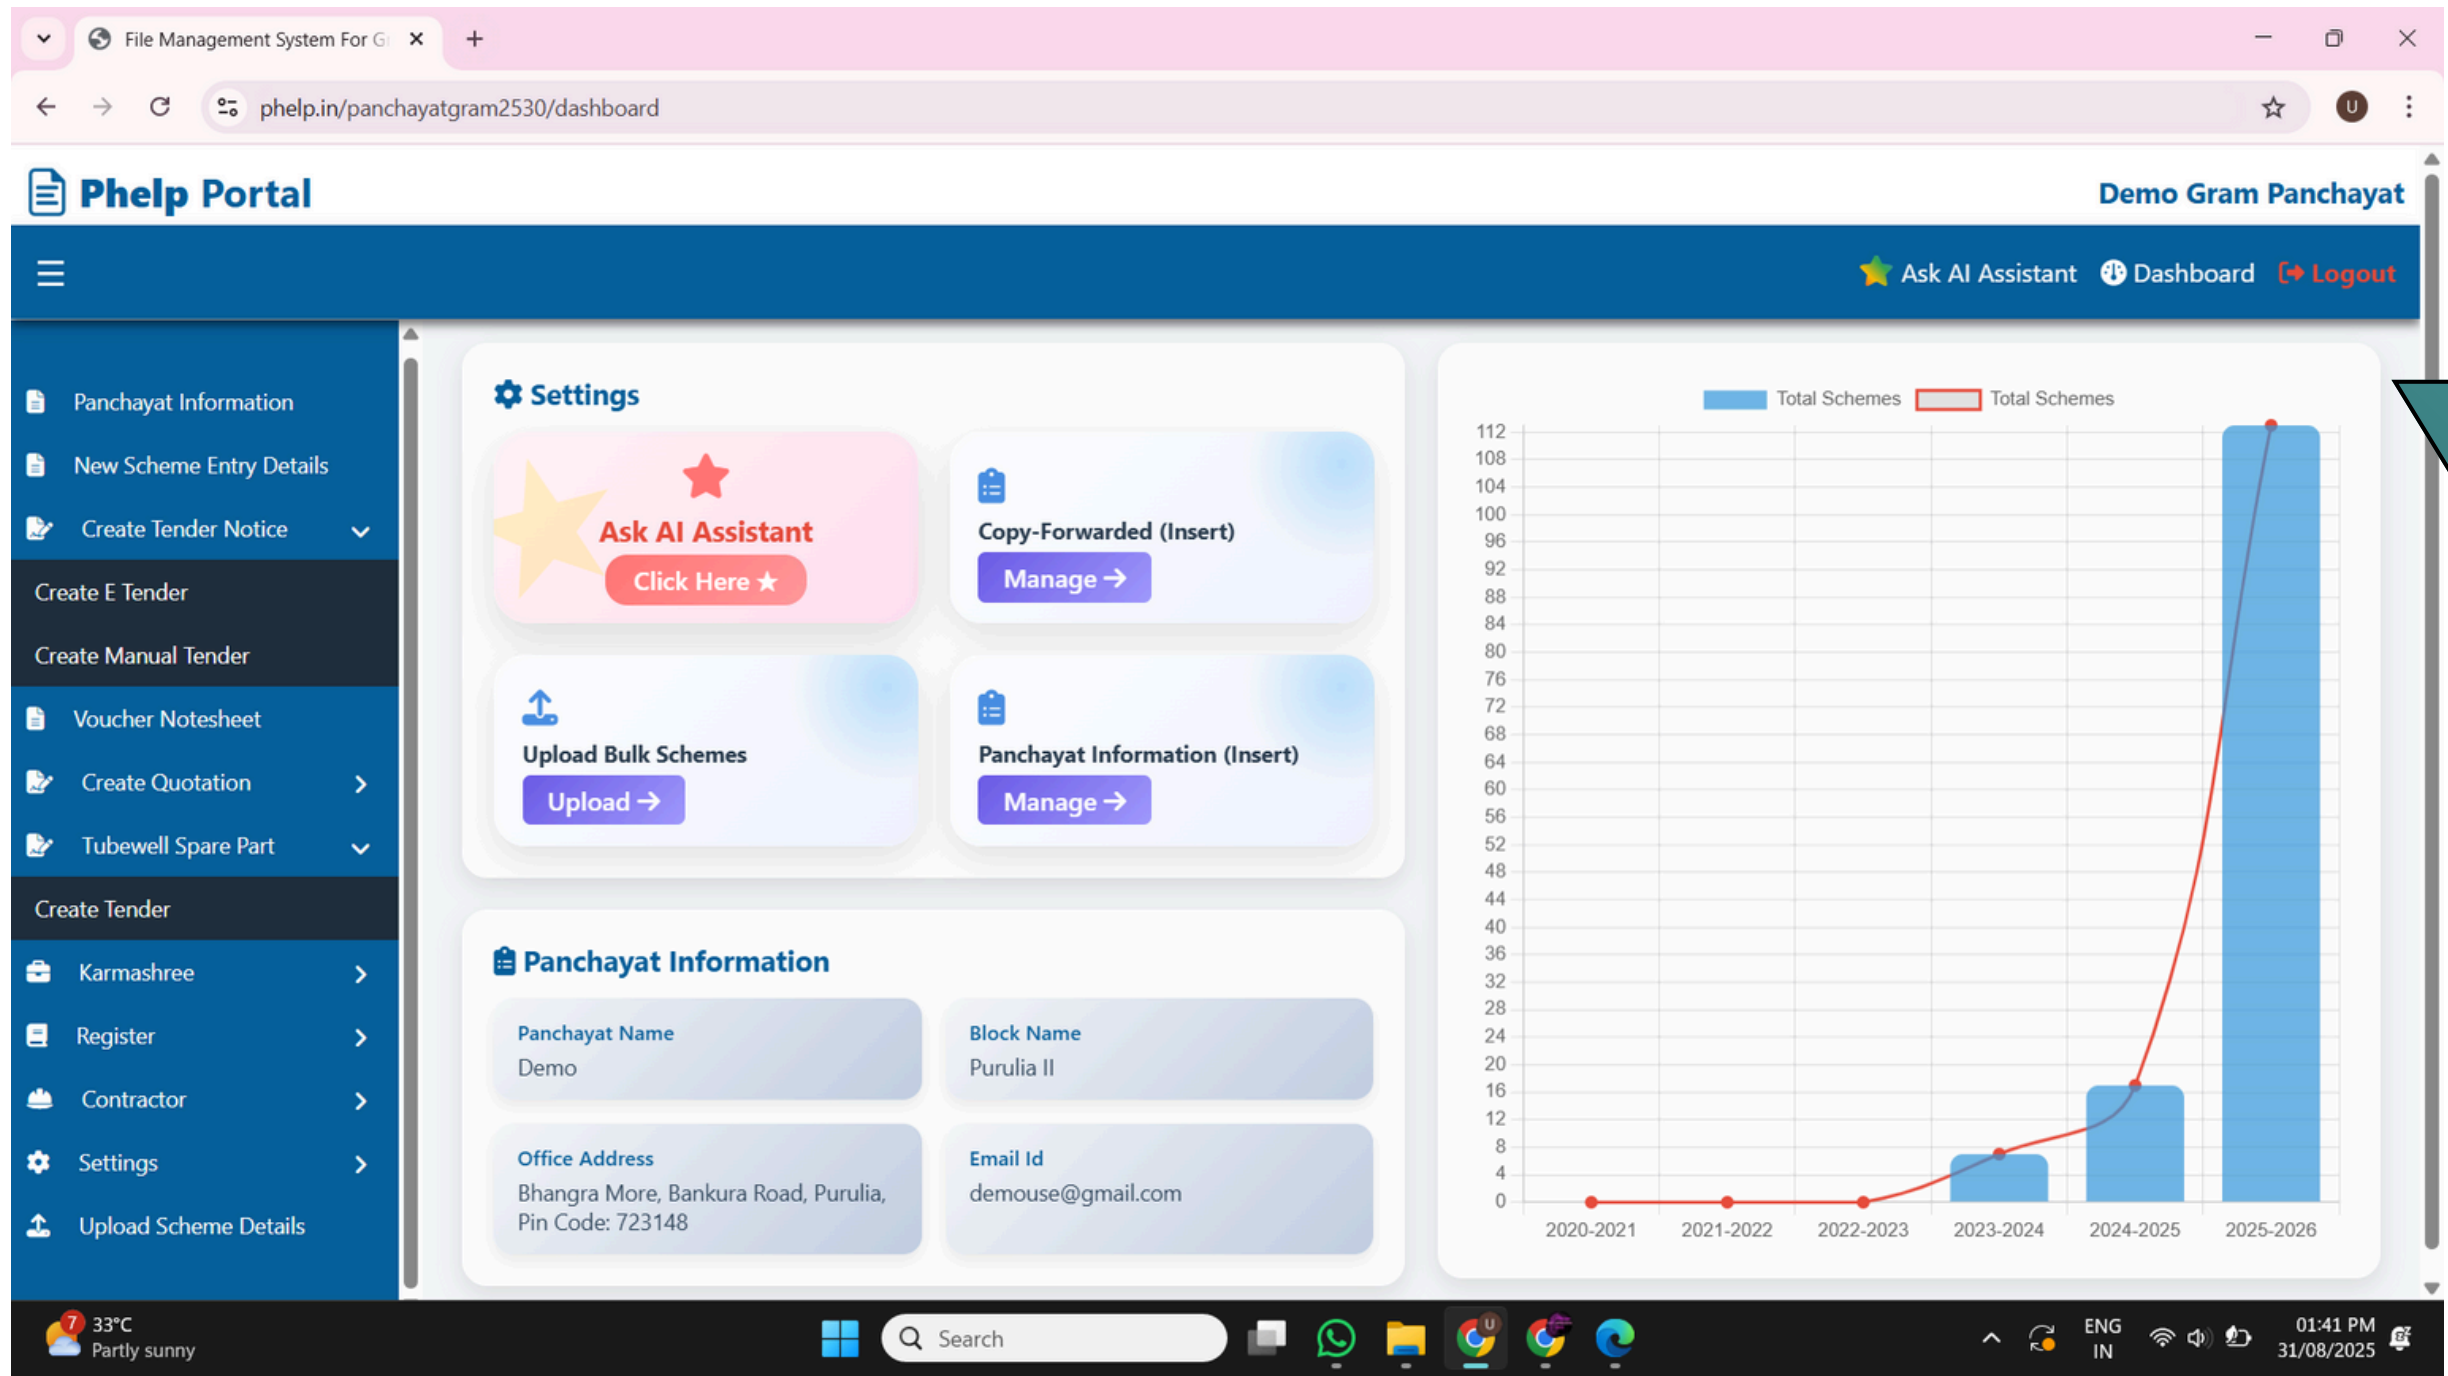 File Management System For G
phelp.in/panchayatgram2530/dashboard
U
Phelp Portal
Demo Gram Panchayat
Ask AI Assistant
Dashboard
Logout
Panchayat Information
New Scheme Entry Details
Create Tender Notice
Create E Tender
Create Manual Tender
Voucher Notesheet
Create Quotation
Tubewell Spare Part
Create Tender
Karmashree
Register
Contractor
Settings
Upload Scheme Details
Settings
Ask AI Assistant
Click Here ★
Copy-Forwarded (Insert)
Manage →
Upload Bulk Schemes
Upload →
Panchayat Information (Insert)
Manage →
Panchayat Information
Panchayat Name
Demo
Block Name
Purulia II
Office Address
Bhangra More, Bankura Road, Purulia,
Pin Code: 723148
Email Id
demouse@gmail.com
Total Schemes
Total Schemes
112
108
104
100
96
92
88
84
80
76
72
68
64
60
56
52
48
44
40
36
32
28
24
20
16
12
8
4
0
2020-2021
2021-2022
2022-2023
2023-2024
2024-2025
2025-2026
7
33°C
Partly sunny
Search
U
ENG
IN
01:41 PM
31/08/2025